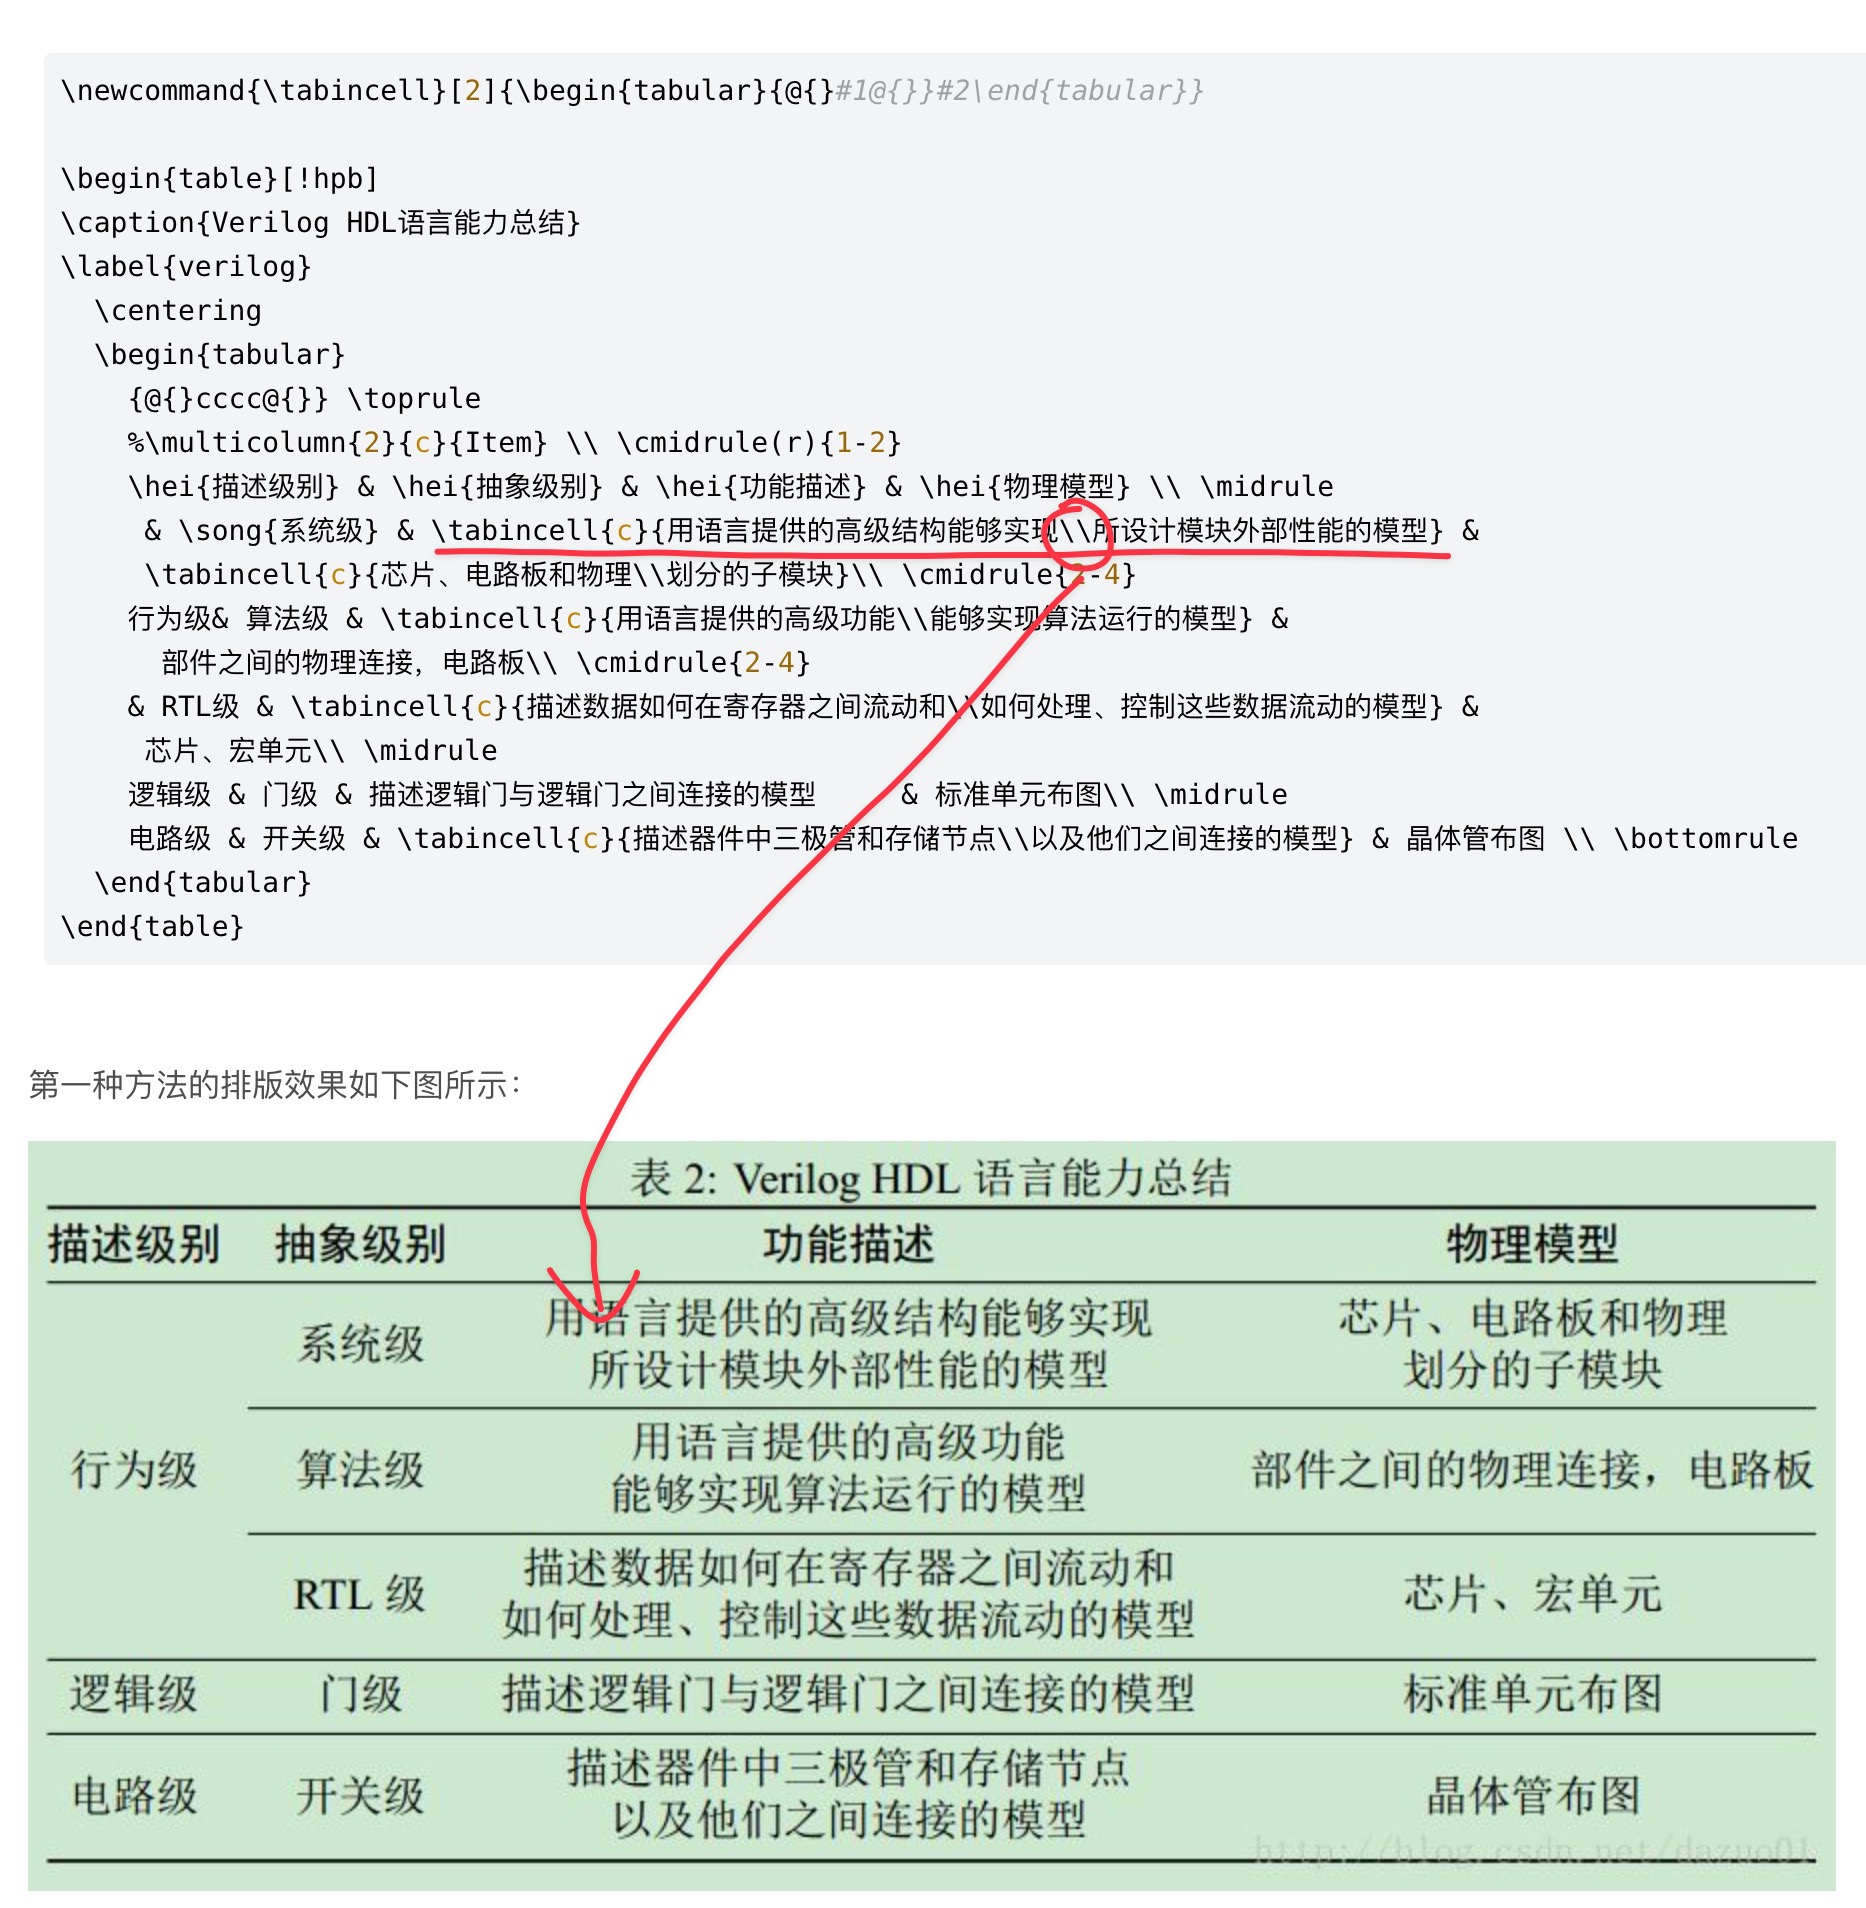 \newcommand{\tabincell}[2]{\begin{tabular}{@{}#1@{}}#2\end{tabular}}
\begin{table}[!hpb]
\caption{Verilog HDL语言能力总结}
\label{verilog}
\centering
\begin{tabular}
{@{}cccc@{}} \toprule
%\multicolumn{2}{c}{Item} \\ \cmidrule(r){1-2}
\hei{描述级别} & \hei{抽象级别} & \hei{功能描述} & \hei{物理模型} \\ \midrule
& \song{系统级} & \tabincell{c}{用语言提供的高级结构能够实现\\所设计模块外部性能的模型} &
\tabincell{c}{芯片、电路板和物理\\划分的子模块}\\ \cmidrule{2-4}
行为级& 算法级 & \tabincell{c}{用语言提供的高级功能\\能够实现算法运行的模型} &
部件之间的物理连接，电路板\\ \cmidrule{2-4}
& RTL级 & \tabincell{c}{描述数据如何在寄存器之间流动和\\如何处理、控制这些数据流动的模型} &
芯片、宏单元\\ \midrule
逻辑级 & 门级 & 描述逻辑门与逻辑门之间连接的模型 & 标准单元布图\\ \midrule
电路级 & 开关级 & \tabincell{c}{描述器件中三极管和存储节点\\以及他们之间连接的模型} & 晶体管布图 \\ \bottomrule
\end{tabular}
\end{table}
第一种方法的排版效果如下图所示：
表 2: Verilog HDL 语言能力总结
描述级别 抽象级别 功能描述 物理模型
用语言提供的高级结构能够实现 芯片、电路板和物理
系统级
所设计模块外部性能的模型 划分的子模块
用语言提供的高级功能
行为级 算法级 部件之间的物理连接，电路板
能够实现算法运行的模型
描述数据如何在寄存器之间流动和
RTL 级 芯片、宏单元
如何处理、控制这些数据流动的模型
逻辑级 门级 描述逻辑门与逻辑门之间连接的模型 标准单元布图
描述器件中三极管和存储节点
电路级 开关级 晶体管布图
以及他们之间连接的模型
http://blog.csdn.net/dazuo01